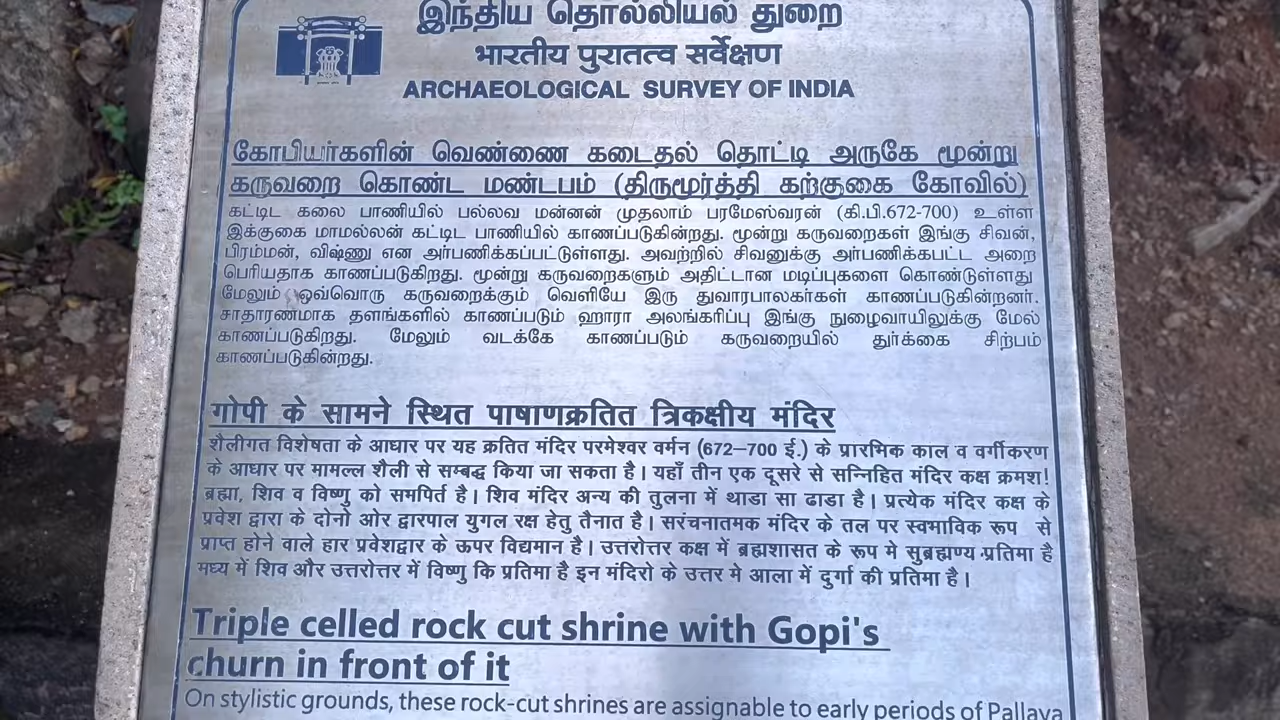 இந்திய தொல்லியல் துறை
भारतीय पुरातत्व सर्वेक्षण
ARCHAEOLOGICAL SURVEY OF INDIA
கோபியர்களின் வெண்ணை கடைதல் தொட்டி அருகே மூன்று
கருவறை கொண்ட மண்டபம் (திருமூர்த்தி கற்குகை கோவில்)
கட்டிட கலை பாணியில் பல்லவ மன்னன் முதலாம் பரமேஸ்வரன் (கி.பி.672-700) உள்ள
இக்குகை மாமல்லன் கட்டிட பாணியில் காணப்படுகின்றது. மூன்று கருவறைகள் இங்கு சிவன்,
பிரம்மன், விஷ்ணு என அர்பணிக்கப்பட்டுள்ளது. அவற்றில் சிவனுக்கு அர்பணிக்கபட்ட அறை
பெரியதாக காணப்படுகிறது. மூன்று கருவறைகளும் அதிட்டான மடிப்புகளை கொண்டுள்ளது
மேலும் ஒவ்வொரு கருவறைக்கும் வெளியே இரு துவாரபாலகர்கள் காணப்படுகின்றனர்.
சாதாரணமாக தளங்களில் காணப்படும் ஹாரா அலங்கரிப்பு இங்கு நுழைவாயிலுக்கு மேல்
காணப்படுகிறது. மேலும் வடக்கே காணப்படும் கருவறையில் துர்க்கை சிற்பம்
காணப்படுகின்றது.
गोपी के सामने स्थित पाषाणक्रतित त्रिकक्षीय मंदिर
शैलीगत विशेषता के आधार पर यह क्रतित मंदिर परमेश्वर वर्मन (672–700 ई.) के प्रारभिक काल व वर्गीकरण
के आधार पर मामल्ल शैली से सम्बद्ध किया जा सकता है। यहाँ तीन एक दूसरे से सन्निहित मंदिर कक्ष क्रमश!
ब्रह्मा, शिव व विष्णु को समपिर्त है। शिव मंदिर अन्य की तुलना में थाडा सा ढाडा है। प्रत्येक मंदिर कक्ष के
प्रवेश द्वारा के दोनो ओर द्वारपाल युगल रक्ष हेतु तैनात है। सरंचनातमक मंदिर के तल पर स्वभाविक रूप से
प्राप्त होने वाले हार प्रवेशद्वार के ऊपर विद्यमान है। उत्तरोत्तर कक्ष में ब्रह्मशासत के रूप मे सुब्रह्मण्य प्रतिमा है
मध्य में शिव और उत्तरोत्तर में विष्णु कि प्रतिमा है इन मंदिरो के उत्तर मे आला में दुर्गा की प्रतिमा है।
Triple celled rock cut shrine with Gopi's
churn in front of it
On stylistic grounds, these rock-cut shrines are assignable to early periods of Pallava